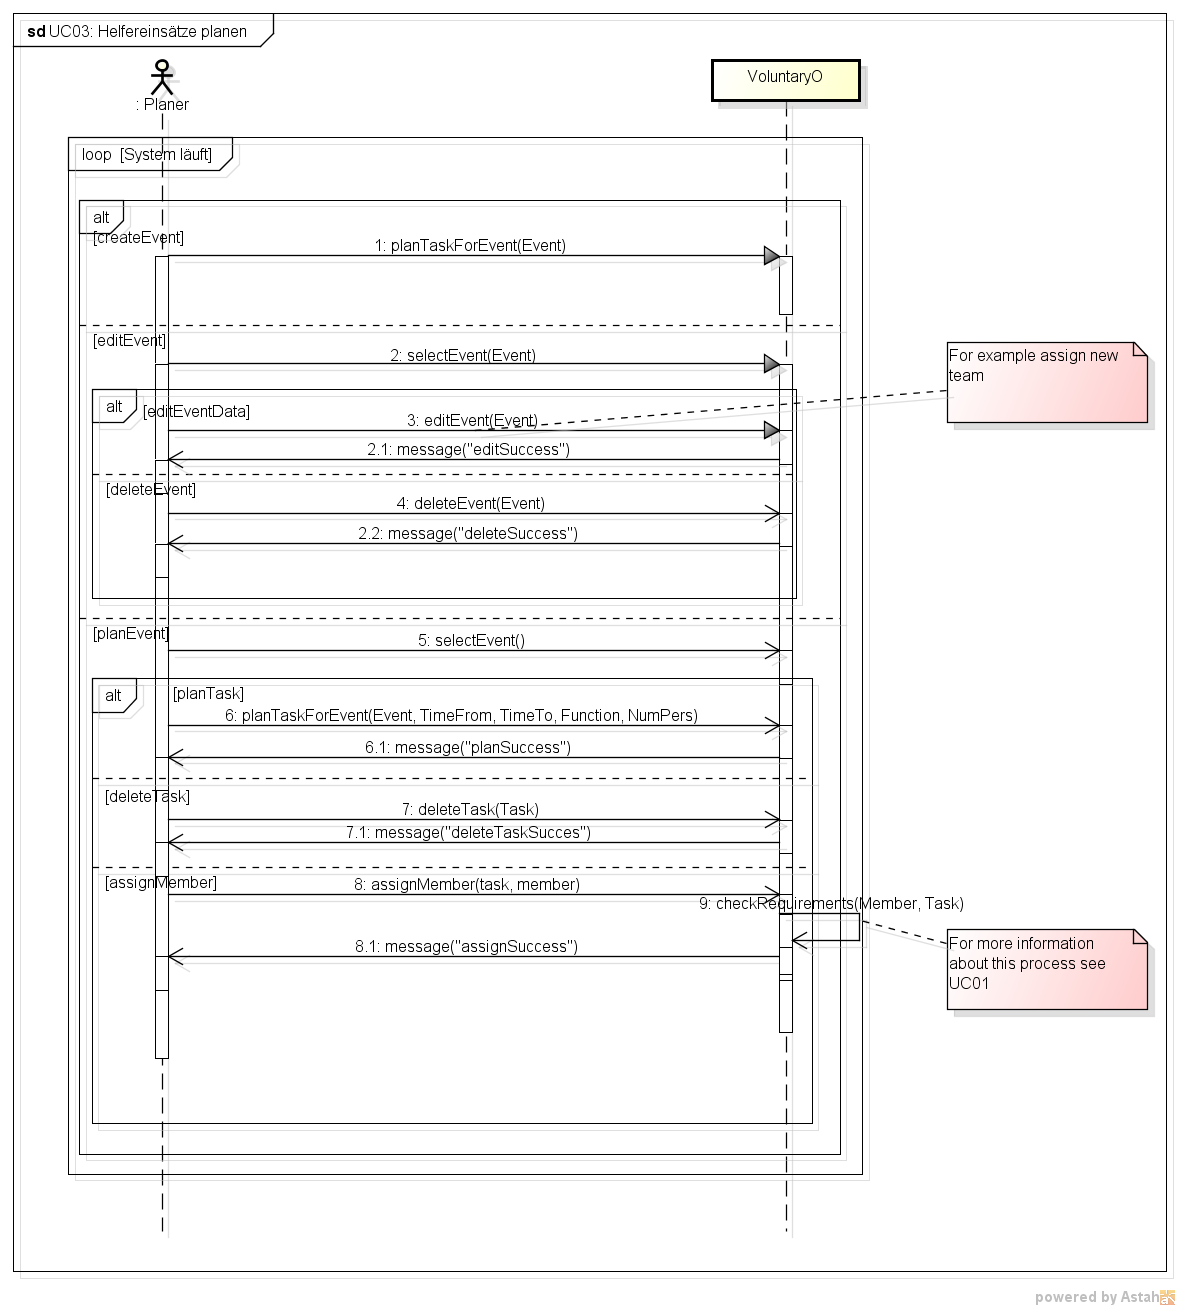 sd UC03: Helfereinsätze planen
: Planer
VoluntaryO
loop [System läuft]
alt
[createEvent]
1: planTaskForEvent(Event)
[editEvent]
2: selectEvent(Event)
For example assign new
team
alt
[editEventData]
3: editEvent(Event)
2.1: message("editSuccess")
[deleteEvent]
4: deleteEvent(Event)
2.2: message("deleteSuccess")
[planEvent]
5: selectEvent()
alt
[planTask]
6: planTaskForEvent(Event, TimeFrom, TimeTo, Function, NumPers)
6.1: message("planSuccess")
[deleteTask]
7: deleteTask(Task)
7.1: message("deleteTaskSucces")
[assignMember]
8: assignMember(task, member)
9: checkRequirements(Member, Task)
8.1: message("assignSuccess")
For more information
about this process see
UC01
powered by Astah